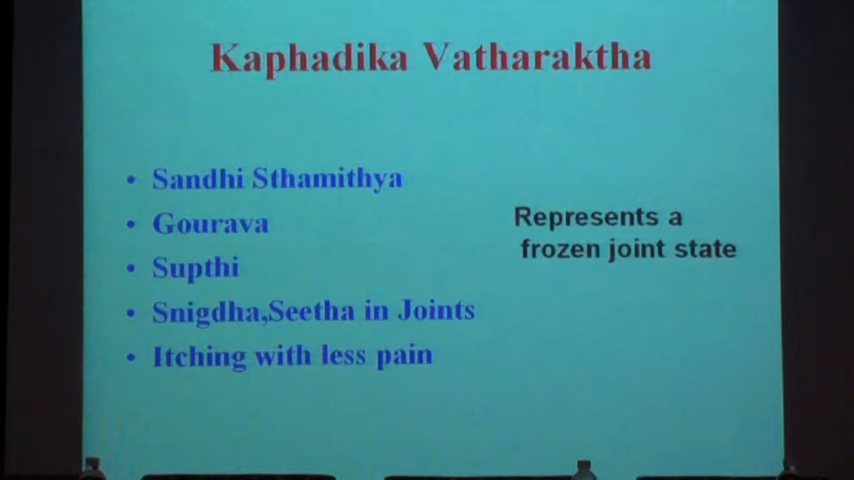 Kaphadika Vatharaktha
• Sandhi Sthamithya
• Gourava
• Supthi
• Snigdha,Seetha in Joints
• Itching with less pain
Represents a
frozen joint state